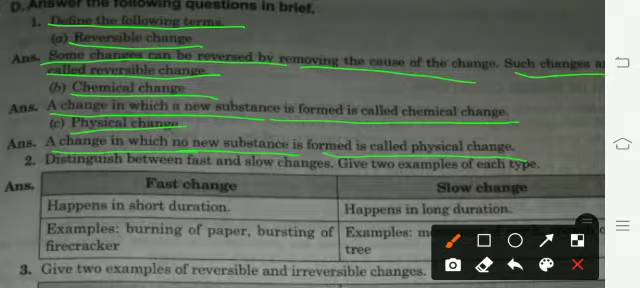 D. Answer the following questions in brief.
1. Define the following terms.
(a) Reversible change
Ans. Some changes can be reversed by removing the cause of the change. Such changes
called reversible change.
(b) Chemical change
Ans. A change in which a new substance is formed is called chemical change.
(c) Physical change
Ans. A change in which no new substance is formed is called physical change.
2. Distinguish between fast and slow changes. Give two examples of each type.
Ans. Fast change Slow change
Happens in short duration. Happens in long duration.
Examples: burning of paper, bursting of Examples:
firecracker tree
3. Give two examples of reversible and irreversible changes.